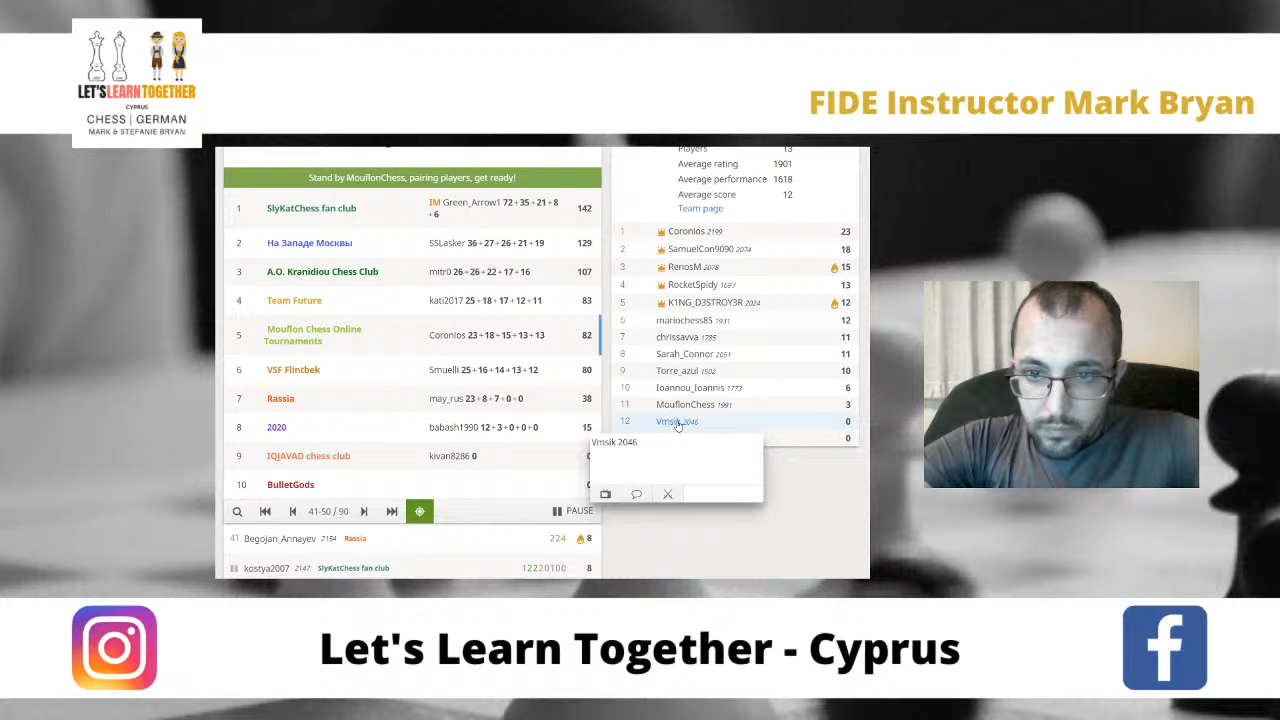 LET'S LEARN TOGETHER
CYPRUS
CHESS | GERMAN
MARK & STEFANIE BRYAN
FIDE Instructor Mark Bryan
Stand by MouflonChess, pairing players, get ready!
1 SlyKatChess fan club IM Green_Arrow1 72+35+21+8+6 142
2 На Западе Москвы SSLasker 36+27+26+21+19 129
3 A.O. Kranidiou Chess Club mitr0 26+26+22+17+16 107
4 Team Future kati2017 25+18+17+12+11 83
5 Mouflon Chess Online Tournaments Coronios 23+18+15+13+13 82
6 VSF Flintbek Smuelli 25+16+14+13+12 80
7 Rassia may_rus 23+8+7+0+0 38
8 2020 babash1990 12+3+0+0+0 15
9 IQJAVAD chess club kivan8286 0
10 BulletGods
41-50 / 90 PAUSE
41 Begojan_Annayev 2154 Rassia 224 8
kostya2007 2147 SlyKatChess fan club 12220100 8
Players 13
Average rating 1901
Average performance 1618
Average score 12
Team page
1 Coronios 2199 23
2 SamuelCon9090 2074 18
3 RenosM 2078 15
4 RocketSpidy 1697 13
5 K1NG_D3STROY3R 2024 12
6 mariochess85 1931 12
7 chrissavva 1785 11
8 Sarah_Connor 2051 11
9 Torre_azul 1502 10
10 Ioannou_Ioannis 1773 6
11 MouflonChess 1991 3
12 Vmsik 2046 0
0
Vmsik 2046
Let's Learn Together - Cyprus